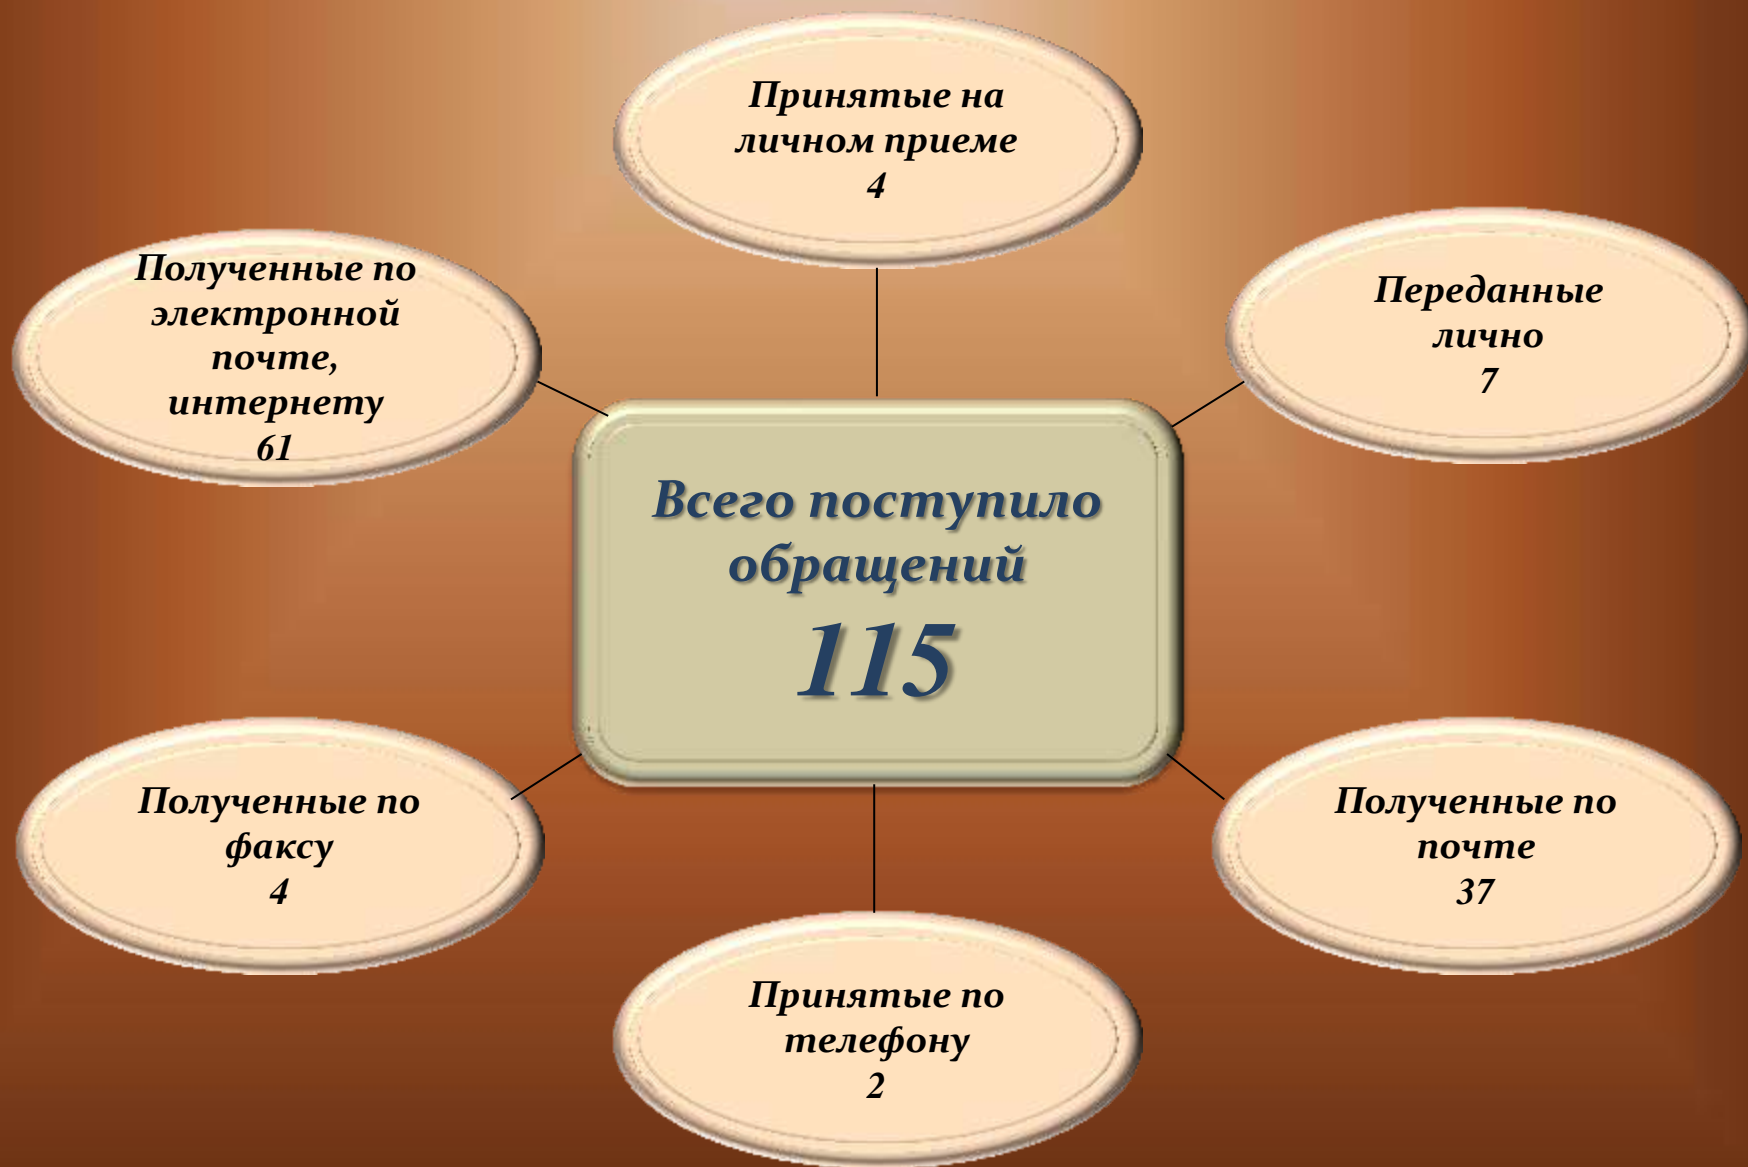 Принятые на
личном приеме
4
Полученные по
электронной
почте,
интернету
61
Переданные
лично
7
Всего поступило
обращений
115
Полученные по
факсу
4
Полученные по
почте
37
Принятые по
телефону
2